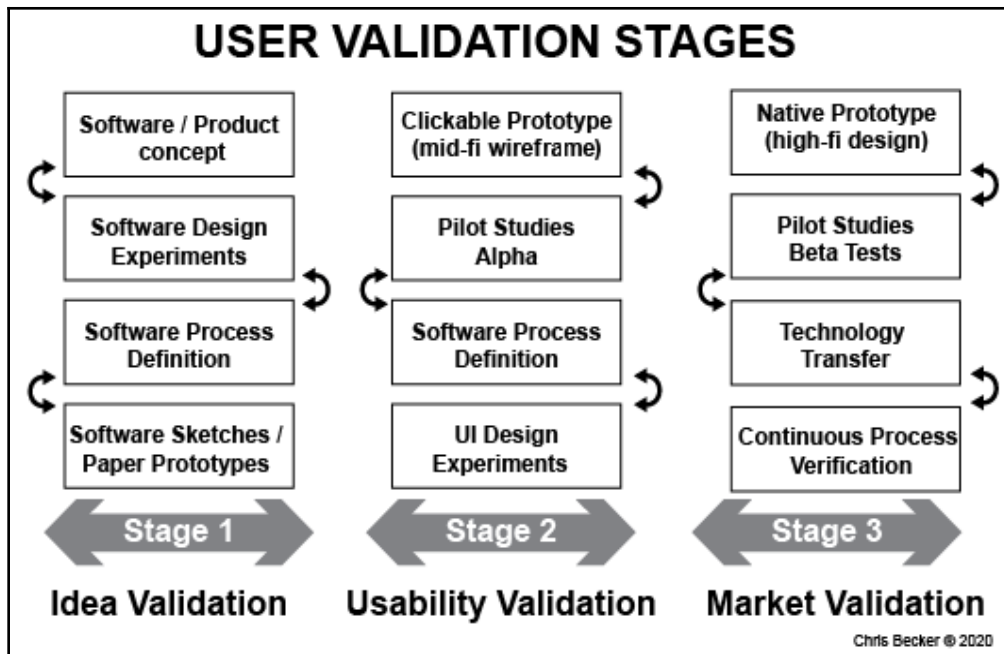 USER VALIDATION STAGES
Software / Product
concept
Software Design
Experiments
Software Process
Definition
Software Sketches /
Paper Prototypes
Stage 1
Idea Validation
Clickable Prototype
(mid-fi wireframe)
Pilot Studies
Alpha
Software Process
Definition
UI Design
Experiments
Stage 2
Usability Validation
Native Prototype
(high-fi design)
Pilot Studies
Beta Tests
Technology
Transfer
Continuous Process
Verification
Stage 3
Market Validation
Chris Becker ® 2020